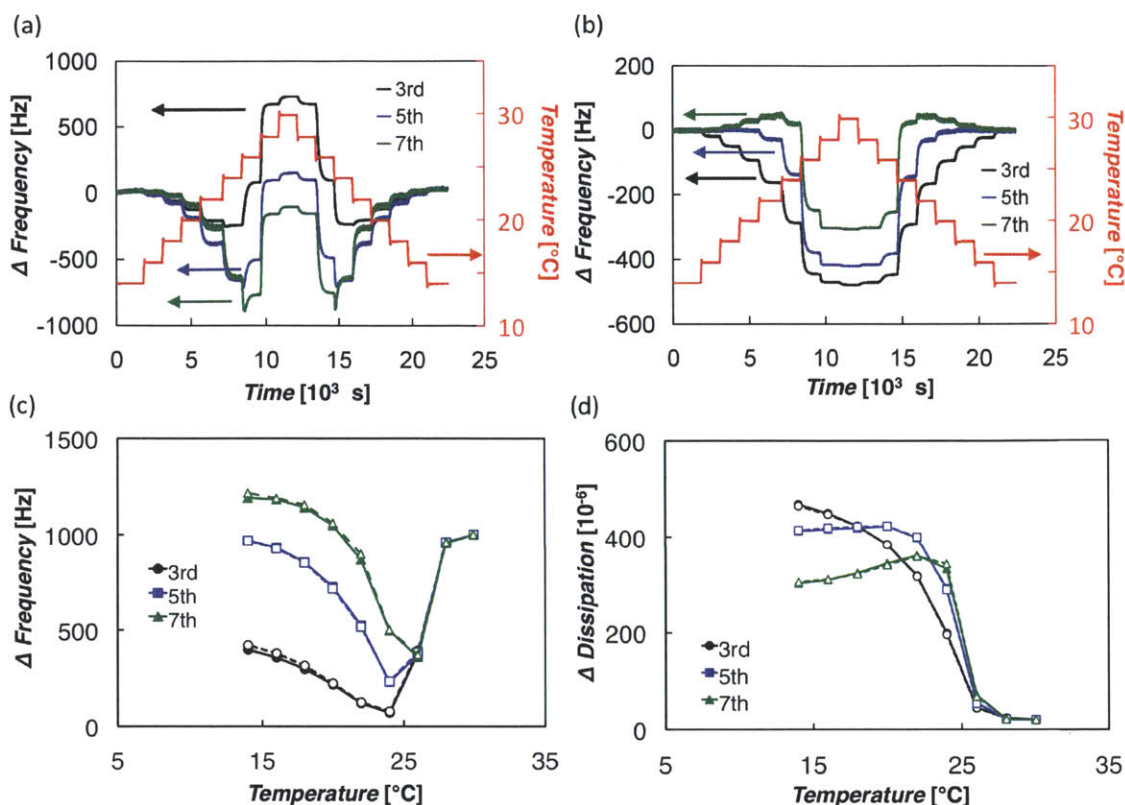 (a)
1000
500
0
-500
-1000
Δ Frequency [Hz]
3rd
5th
7th
30
20
10
Temperature [°C]
0 5 10 15 20 25
Time [10³ s]
(b)
200
0
-200
-400
-600
Δ Frequency [Hz]
3rd
5th
7th
30
20
10
Temperature [°C]
0 5 10 15 20 25
Time [10³ s]
(c)
1500
1000
500
0
Δ Frequency [Hz]
3rd
5th
7th
5 15 25 35
Temperature [°C]
(d)
600
400
200
0
Δ Dissipation [10⁻⁶]
3rd
5th
7th
5 15 25 35
Temperature [°C]